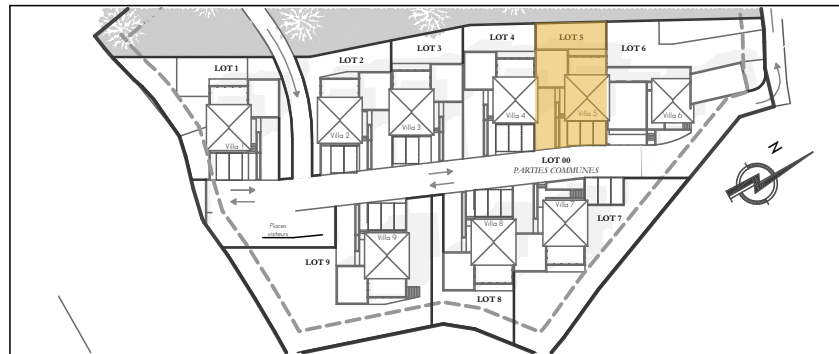 LOT 1
LOT 2
LOT 3
LOT 4
LOT 5
LOT 6
Villa 1
Villa 2
Villa 3
Villa 4
Villa 5
Villa 6
LOT 00
PARTIES COMMUNES
N
Places
visiteurs
Villa 9
Villa 8
Villa 7
LOT 7
LOT 9
LOT 8